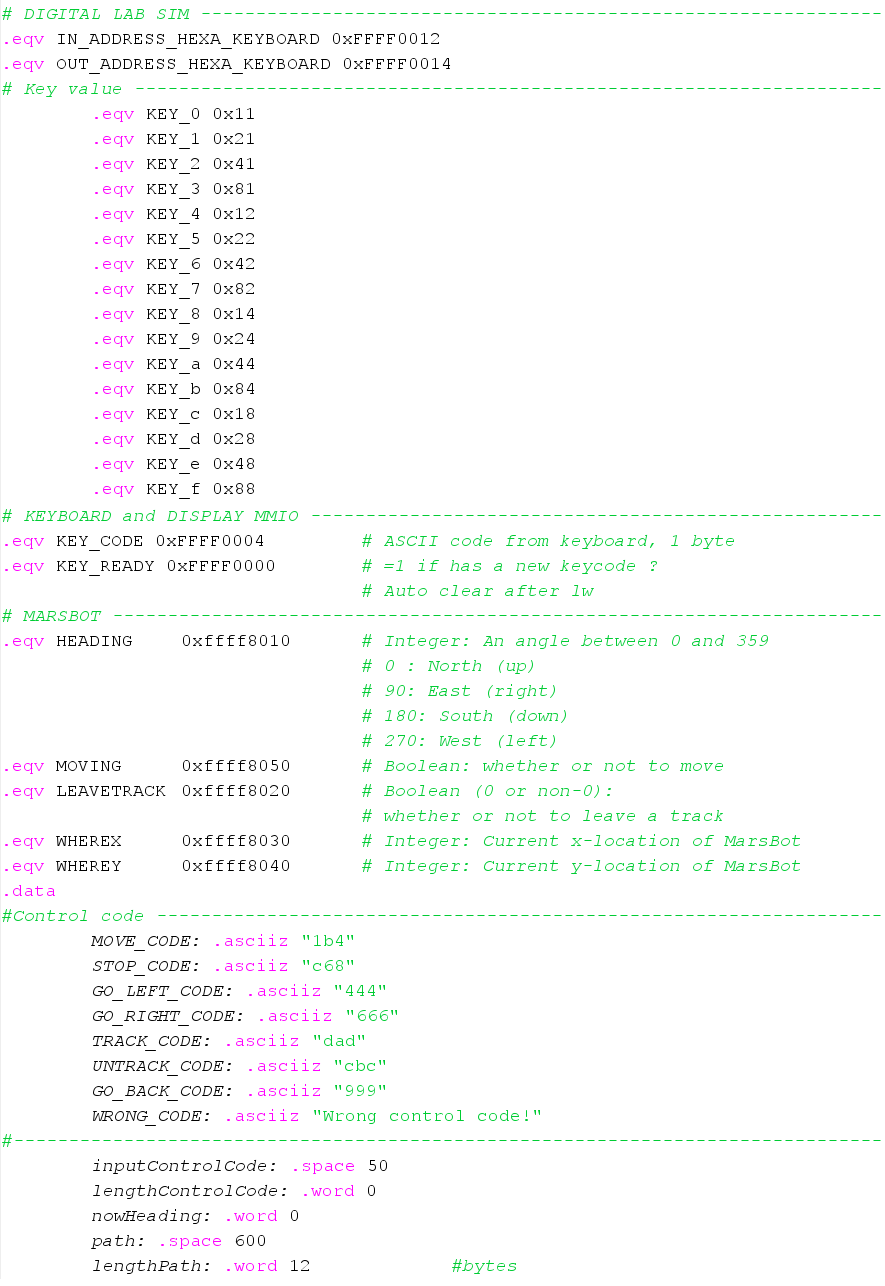 # DIGITAL LAB SIM --------------------------------------------------------------
.eqv IN_ADDRESS_HEXA_KEYBOARD 0xFFFF0012
.eqv OUT_ADDRESS_HEXA_KEYBOARD 0xFFFF0014
# Key value --------------------------------------------------------------------
.eqv KEY_0 0x11
.eqv KEY_1 0x21
.eqv KEY_2 0x41
.eqv KEY_3 0x81
.eqv KEY_4 0x12
.eqv KEY_5 0x22
.eqv KEY_6 0x42
.eqv KEY_7 0x82
.eqv KEY_8 0x14
.eqv KEY_9 0x24
.eqv KEY_a 0x44
.eqv KEY_b 0x84
.eqv KEY_c 0x18
.eqv KEY_d 0x28
.eqv KEY_e 0x48
.eqv KEY_f 0x88
# KEYBOARD and DISPLAY MMIO ----------------------------------------------------
.eqv KEY_CODE 0xFFFF0004 # ASCII code from keyboard, 1 byte
.eqv KEY_READY 0xFFFF0000 # =1 if has a new keycode ?
# Auto clear after lw
# MARSBOT ----------------------------------------------------------------------
.eqv HEADING 0xffff8010 # Integer: An angle between 0 and 359
# 0 : North (up)
# 90: East (right)
# 180: South (down)
# 270: West (left)
.eqv MOVING 0xffff8050 # Boolean: whether or not to move
.eqv LEAVETRACK 0xffff8020 # Boolean (0 or non-0):
# whether or not to leave a track
.eqv WHEREX 0xffff8030 # Integer: Current x-location of MarsBot
.eqv WHEREY 0xffff8040 # Integer: Current y-location of MarsBot
.data
#Control code ------------------------------------------------------------------
MOVE_CODE: .asciiz "1b4"
STOP_CODE: .asciiz "c68"
GO_LEFT_CODE: .asciiz "444"
GO_RIGHT_CODE: .asciiz "666"
TRACK_CODE: .asciiz "dad"
UNTRACK_CODE: .asciiz "cbc"
GO_BACK_CODE: .asciiz "999"
WRONG_CODE: .asciiz "Wrong control code!"
#-------------------------------------------------------------------------------
inputControlCode: .space 50
lengthControlCode: .word 0
nowHeading: .word 0
path: .space 600
lengthPath: .word 12 #bytes